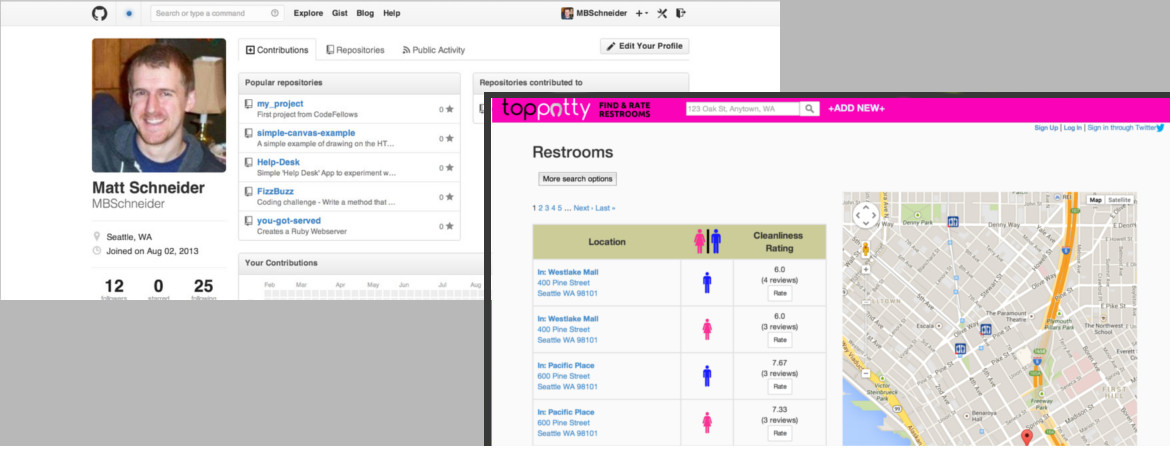 Search or type a command
Explore Gist Blog Help
MBSchneider
Contributions
Repositories
Public Activity
Edit Your Profile
Popular repositories
my_project
First project from CodeFellows
0
simple-canvas-example
A simple example of drawing on the HT...
0
Help-Desk
Simple 'Help Desk' App to experiment w...
0
FizzBuzz
Coding challenge - Write a method that ...
0
you-got-served
Creates a Ruby Webserver
0
Repositories contributed to
Matt Schneider
MBSchneider
Seattle, WA
Joined on Aug 02, 2013
12 0 25
followers starred following
Your Contributions
Feb Mar Apr May Jun Jul Aug
toppotty FIND & RATE
RESTROOMS
123 Oak St, Anytown, WA
+ADD NEW+
Sign Up | Log In | Sign in through Twitter
Restrooms
More search options
1 2 3 4 5 ... Next › Last »
Location
Cleanliness
Rating
In: Westlake Mall
400 Pine Street
Seattle WA 98101
6.0
(4 reviews)
Rate
In: Westlake Mall
400 Pine Street
Seattle WA 98101
6.0
(3 reviews)
Rate
In: Pacific Place
600 Pine Street
Seattle WA 98101
7.67
(3 reviews)
Rate
In: Pacific Place
600 Pine Street
Seattle WA 98101
7.33
(3 reviews)
Rate
Map Satellite
Denny Park
Denny Way
The Paramount
Theatre
Plymouth
Pillars Park
The Northwest
School
Escala
Olive Way
E Pike St
E Pine St
Victor
Steinbrueck
Park
Freeway
Park
FIRST
HILL
Benaroya
Hall
Madison St